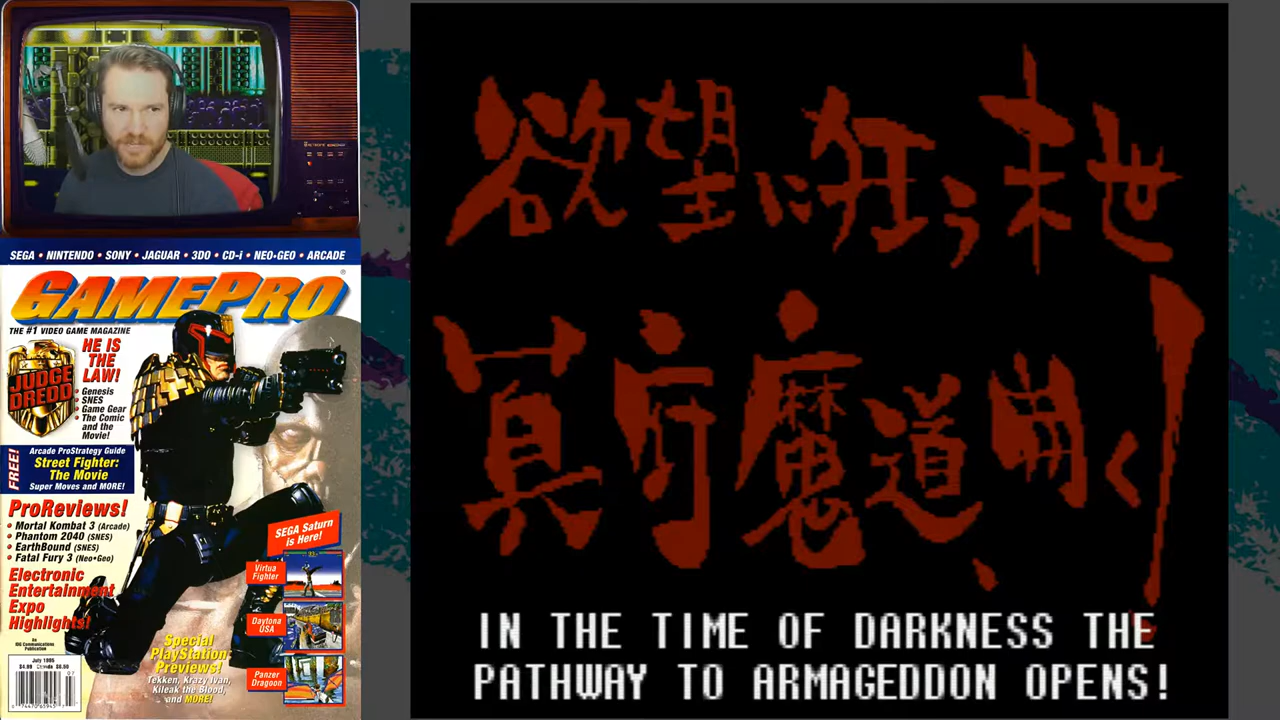 SEGA • NINTENDO • SONY • JAGUAR • 3DO • CD-i • NEO•GEO • ARCADE
GAMEPRO
THE #1 VIDEO GAME MAGAZINE
HE IS
THE
LAW!
JUDGE
DREDD
Genesis
SNES
Game Gear
The Comic
and the
Movie!
FREE!
Arcade ProStrategy Guide
Street Fighter:
The Movie
Super Moves and MORE!
ProReviews!
• Mortal Kombat 3 (Arcade)
• Phantom 2040 (SNES)
• EarthBound (SNES)
• Fatal Fury 3 (Neo•Geo)
Electronic
Entertainment
Expo
Highlights!
An
IDG Communications
Publication
July 1995
SEGA Saturn
is Here!
Virtua
Fighter
Daytona
USA
Panzer
Dragoon
Special
PlayStation
Previews!
Tekken, Krazy Ivan,
Kileak the Blood,
and MORE!
欲望に狂う末世
冥府魔道開く!
IN THE TIME OF DARKNESS THE
PATHWAY TO ARMAGEDDON OPENS!